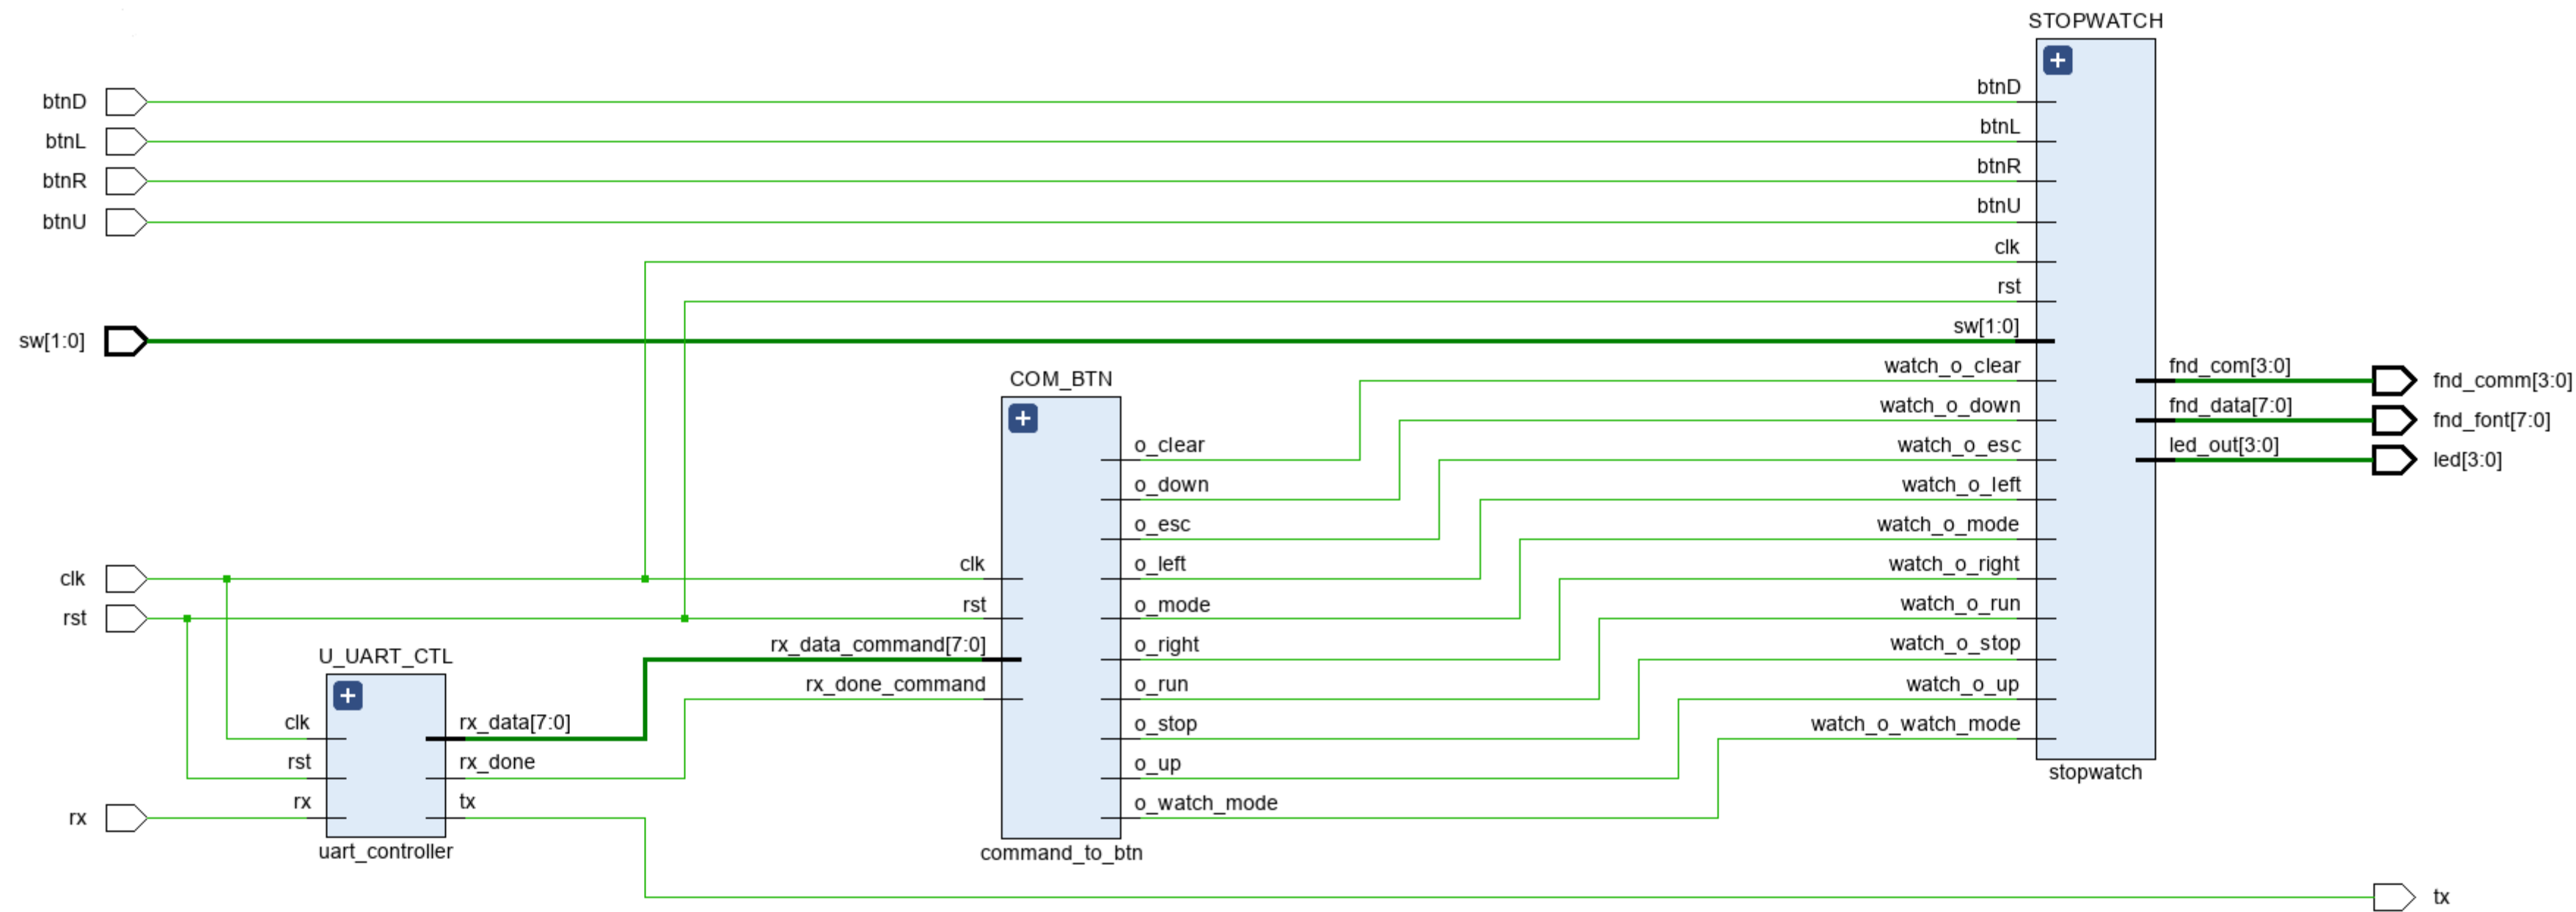 STOPWATCH
btnD
btnL
btnR
btnU
sw[1:0]
clk
rst
rx
btnD
btnL
btnR
btnU
clk
rst
sw[1:0]
watch_o_clear
watch_o_down
watch_o_esc
watch_o_left
watch_o_mode
watch_o_right
watch_o_run
watch_o_stop
watch_o_up
watch_o_watch_mode
stopwatch
fnd_com[3:0]
fnd_data[7:0]
led_out[3:0]
fnd_comm[3:0]
fnd_font[7:0]
led[3:0]
COM_BTN
clk
rst
rx_data_command[7:0]
rx_done_command
o_clear
o_down
o_esc
o_left
o_mode
o_right
o_run
o_stop
o_up
o_watch_mode
command_to_btn
U_UART_CTL
clk
rst
rx
rx_data[7:0]
rx_done
tx
uart_controller
tx